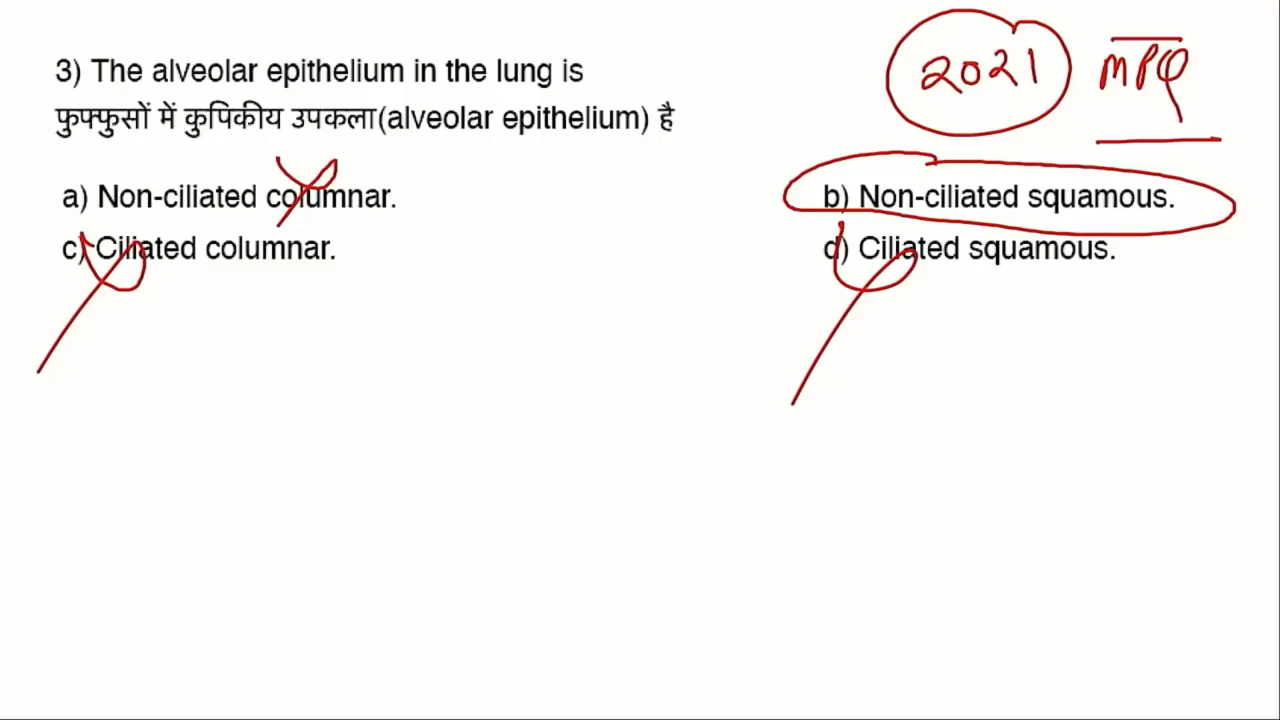 3) The alveolar epithelium in the lung is
फुफ्फुसों में कुपिकीय उपकला(alveolar epithelium) है
2021 MPQ
a) Non-ciliated columnar. b) Non-ciliated squamous.
c) Ciliated columnar. d) Ciliated squamous.